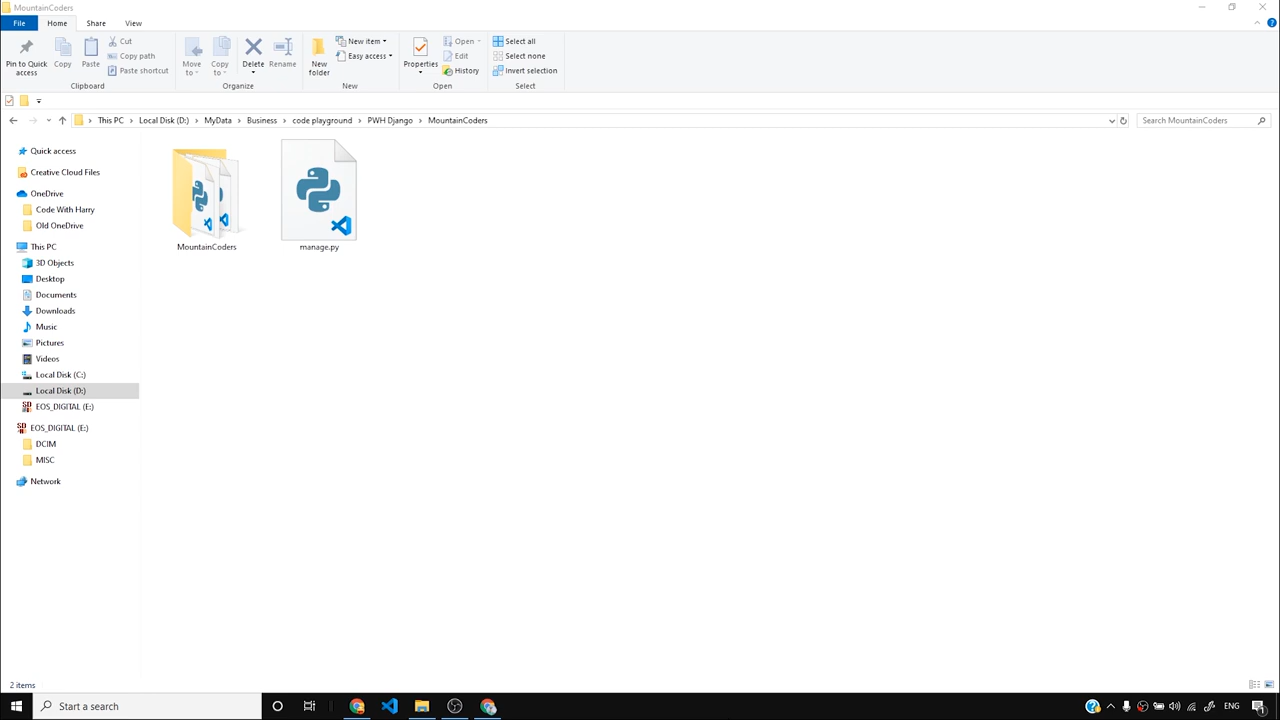 MountainCoders
File Home Share View
Pin to Quick access
Copy
Paste
Cut
Copy path
Paste shortcut
Clipboard
Move to
Copy to
Delete
Rename
Organize
New folder
New item
Easy access
New
Properties
Open
Edit
History
Open
Select all
Select none
Invert selection
Select
This PC > Local Disk (D:) > MyData > Business > code playground > PWH Django > MountainCoders
Search MountainCoders
Quick access
Creative Cloud Files
OneDrive
Code With Harry
Old OneDrive
This PC
3D Objects
Desktop
Documents
Downloads
Music
Pictures
Videos
Local Disk (C:)
Local Disk (D:)
EOS_DIGITAL (E:)
EOS_DIGITAL (E:)
DCIM
MISC
Network
MountainCoders
manage.py
2 items
Start a search
ENG